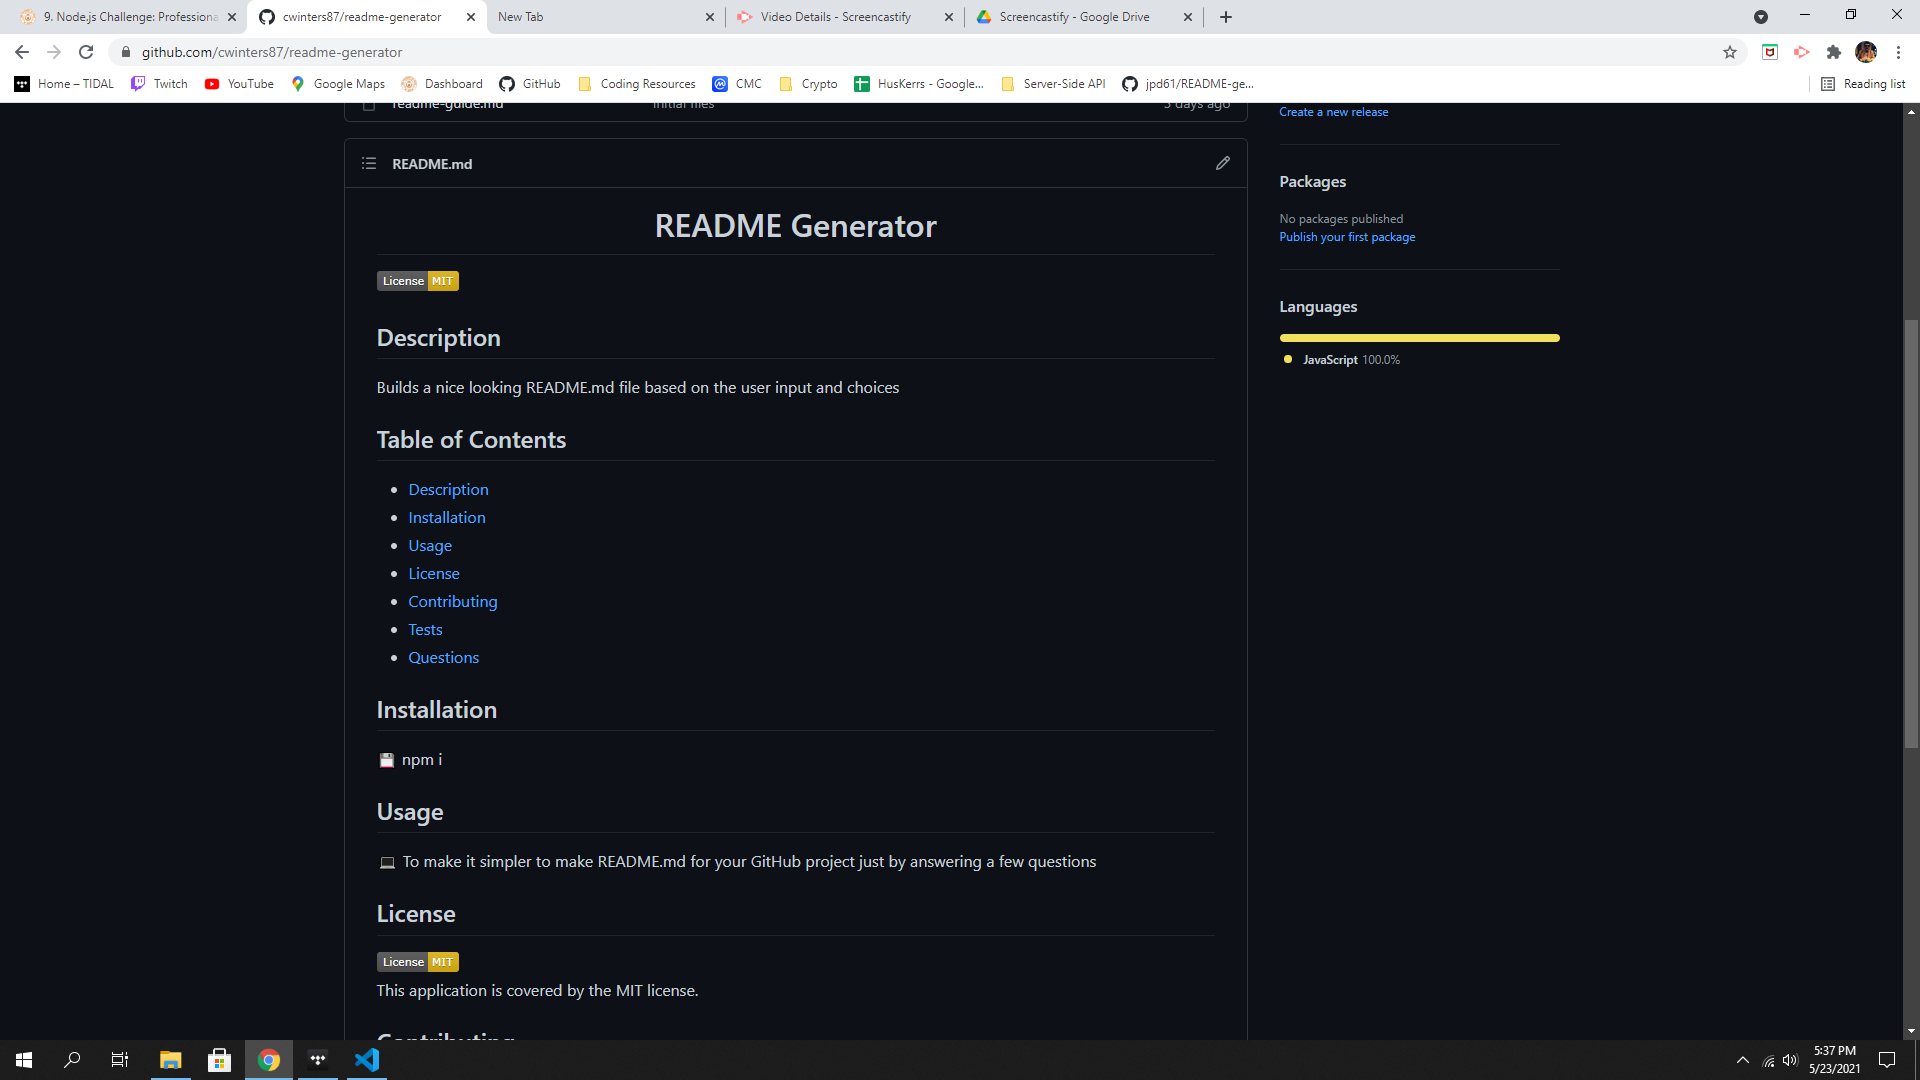 9. Node.js Challenge: Professiona
cwinters87/readme-generator
New Tab
Video Details - Screencastify
Screencastify - Google Drive
github.com/cwinters87/readme-generator
Home – TIDAL
Twitch
YouTube
Google Maps
Dashboard
GitHub
Coding Resources
CMC
Crypto
HusKerrs - Google...
Server-Side API
jpd61/README-ge...
Reading list
readme-guide.md
initial files
Create a new release
README.md
Packages
No packages published
Publish your first package
Languages
JavaScript 100.0%
README Generator
License MIT
Description
Builds a nice looking README.md file based on the user input and choices
Table of Contents
Description
Installation
Usage
License
Contributing
Tests
Questions
Installation
npm i
Usage
To make it simpler to make README.md for your GitHub project just by answering a few questions
License
License MIT
This application is covered by the MIT license.
Contributing
5:37 PM
5/23/2021